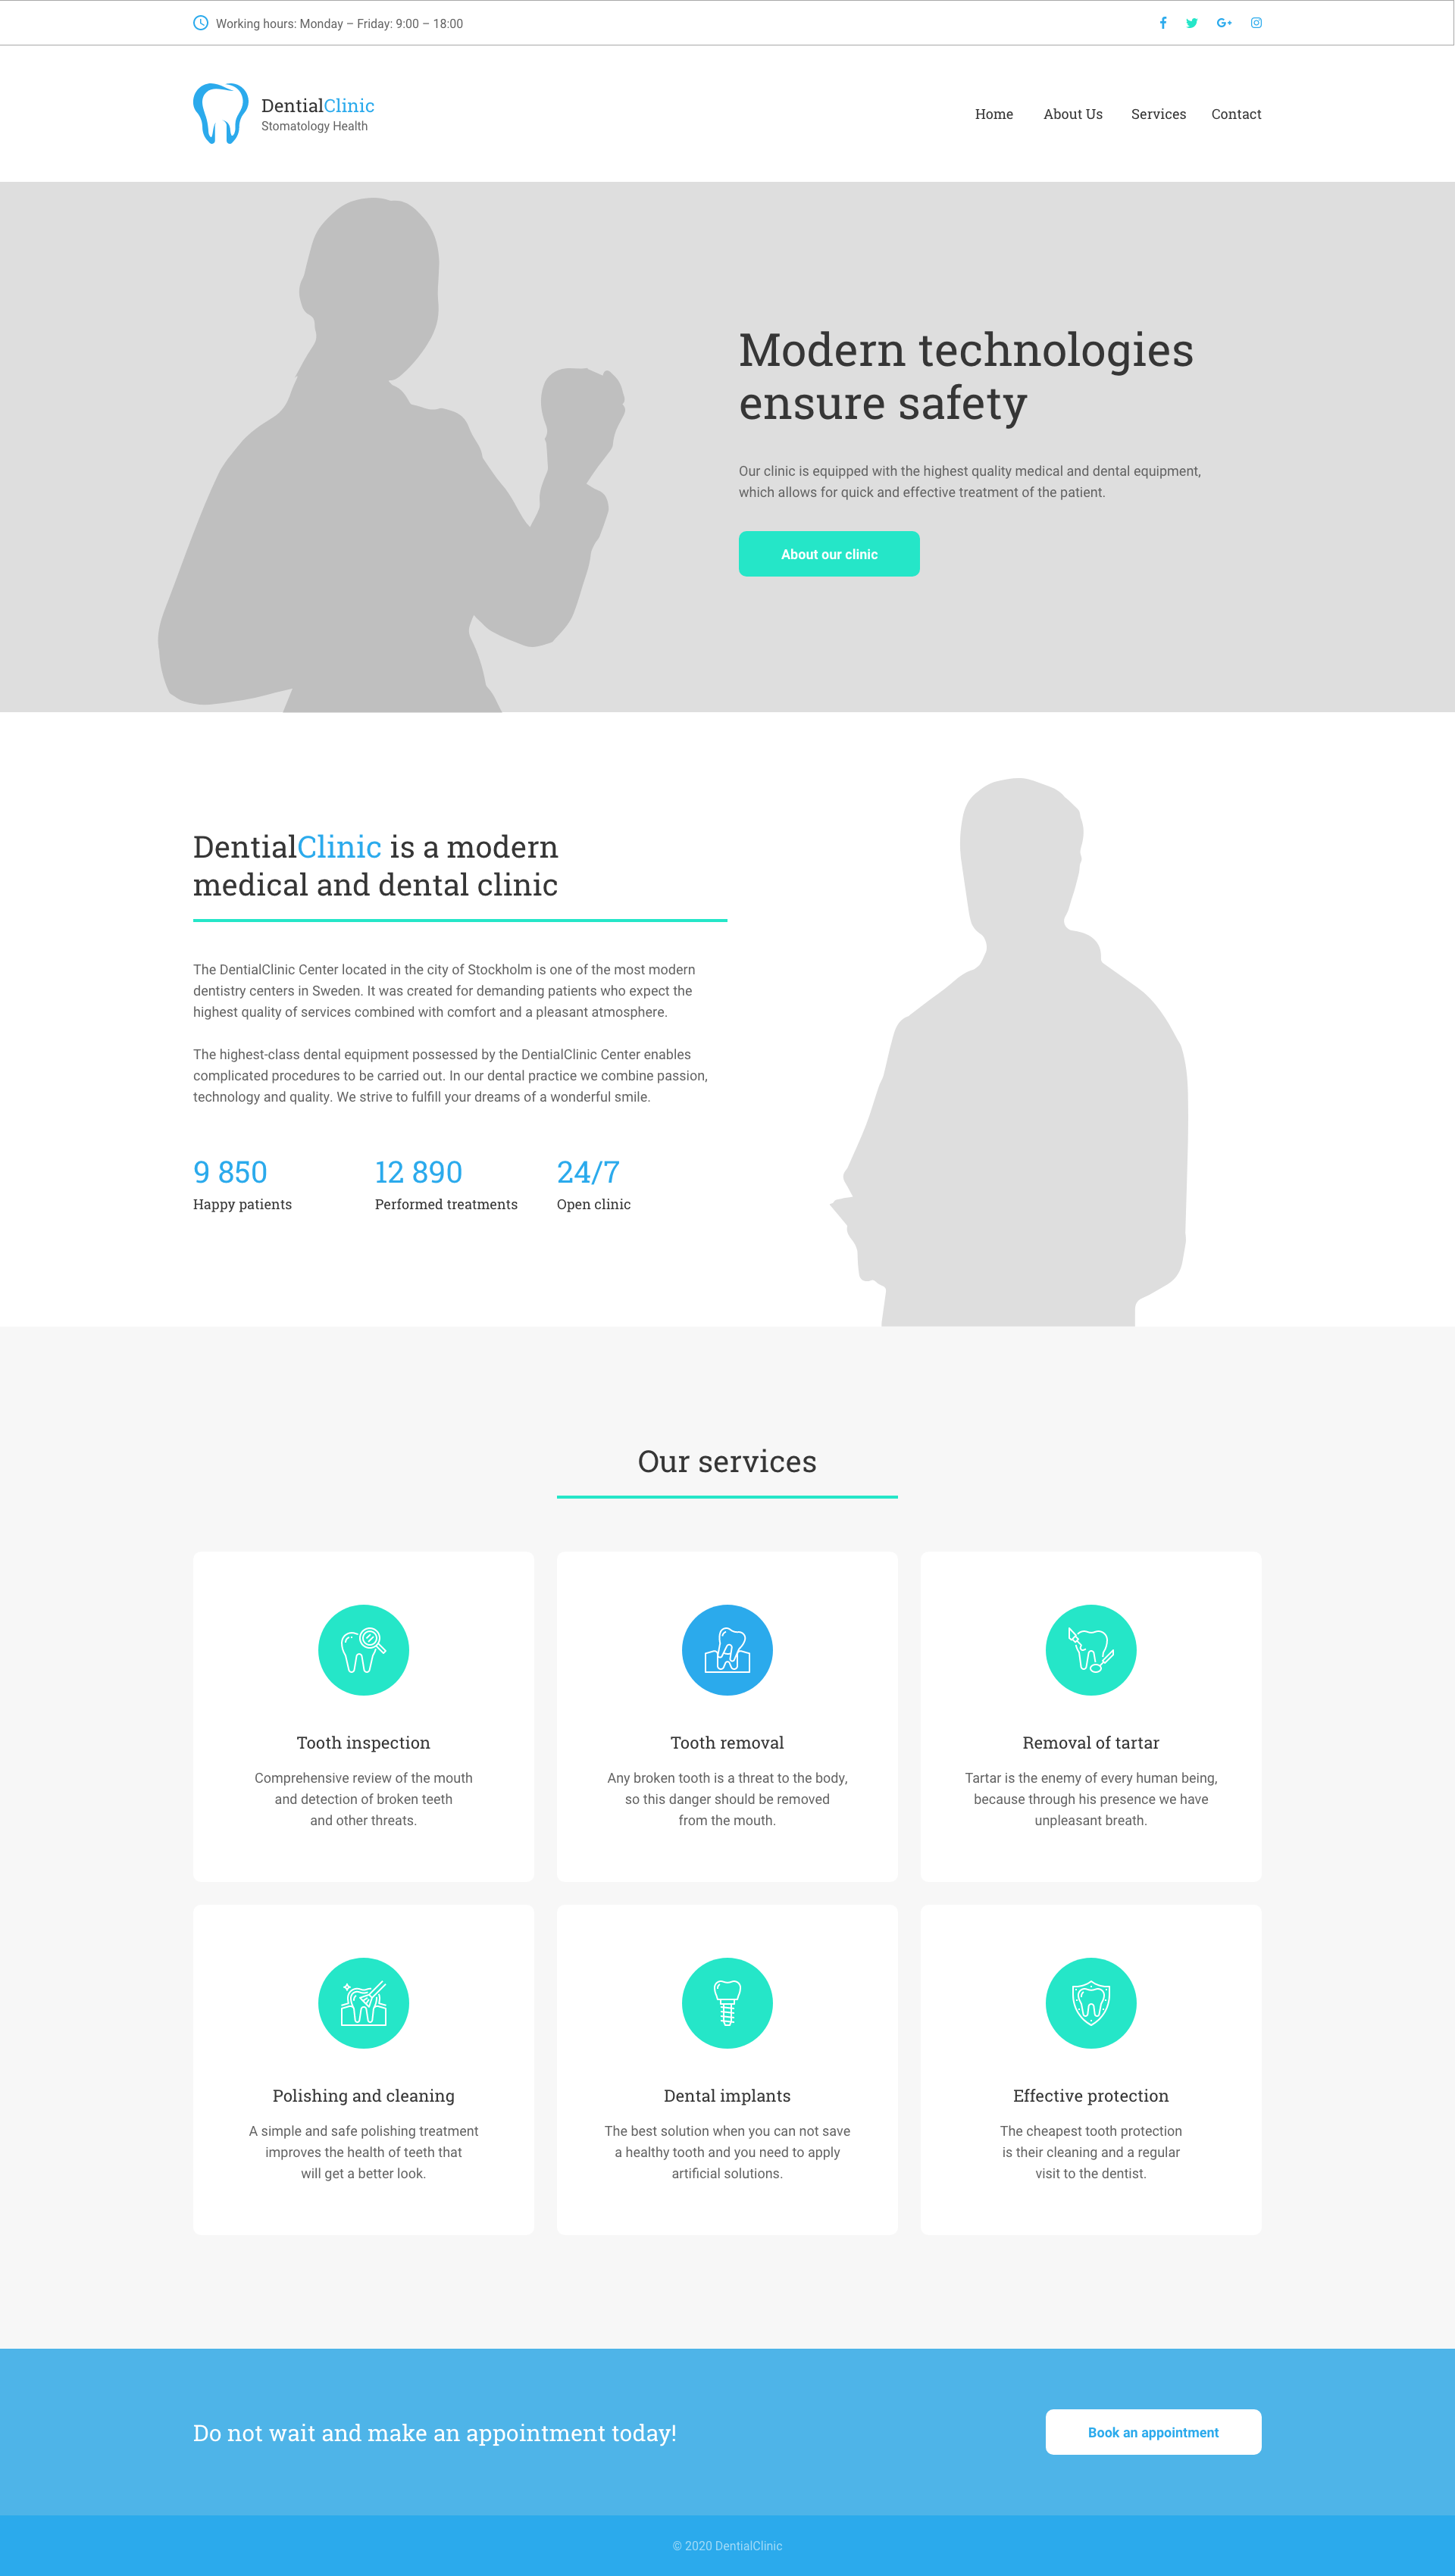 Working hours: Monday – Friday: 9:00 – 18:00
DentialClinic
Stomatology Health
Home About Us Services Contact
Modern technologies
ensure safety
Our clinic is equipped with the highest quality medical and dental equipment,
which allows for quick and effective treatment of the patient.
About our clinic
DentialClinic is a modern
medical and dental clinic
The DentialClinic Center located in the city of Stockholm is one of the most modern
dentistry centers in Sweden. It was created for demanding patients who expect the
highest quality of services combined with comfort and a pleasant atmosphere.
The highest-class dental equipment possessed by the DentialClinic Center enables
complicated procedures to be carried out. In our dental practice we combine passion,
technology and quality. We strive to fulfill your dreams of a wonderful smile.
9 850
Happy patients
12 890
Performed treatments
24/7
Open clinic
Our services
Tooth inspection
Comprehensive review of the mouth
and detection of broken teeth
and other threats.
Tooth removal
Any broken tooth is a threat to the body,
so this danger should be removed
from the mouth.
Removal of tartar
Tartar is the enemy of every human being,
because through his presence we have
unpleasant breath.
Polishing and cleaning
A simple and safe polishing treatment
improves the health of teeth that
will get a better look.
Dental implants
The best solution when you can not save
a healthy tooth and you need to apply
artificial solutions.
Effective protection
The cheapest tooth protection
is their cleaning and a regular
visit to the dentist.
Do not wait and make an appointment today!
Book an appointment
© 2020 DentialClinic